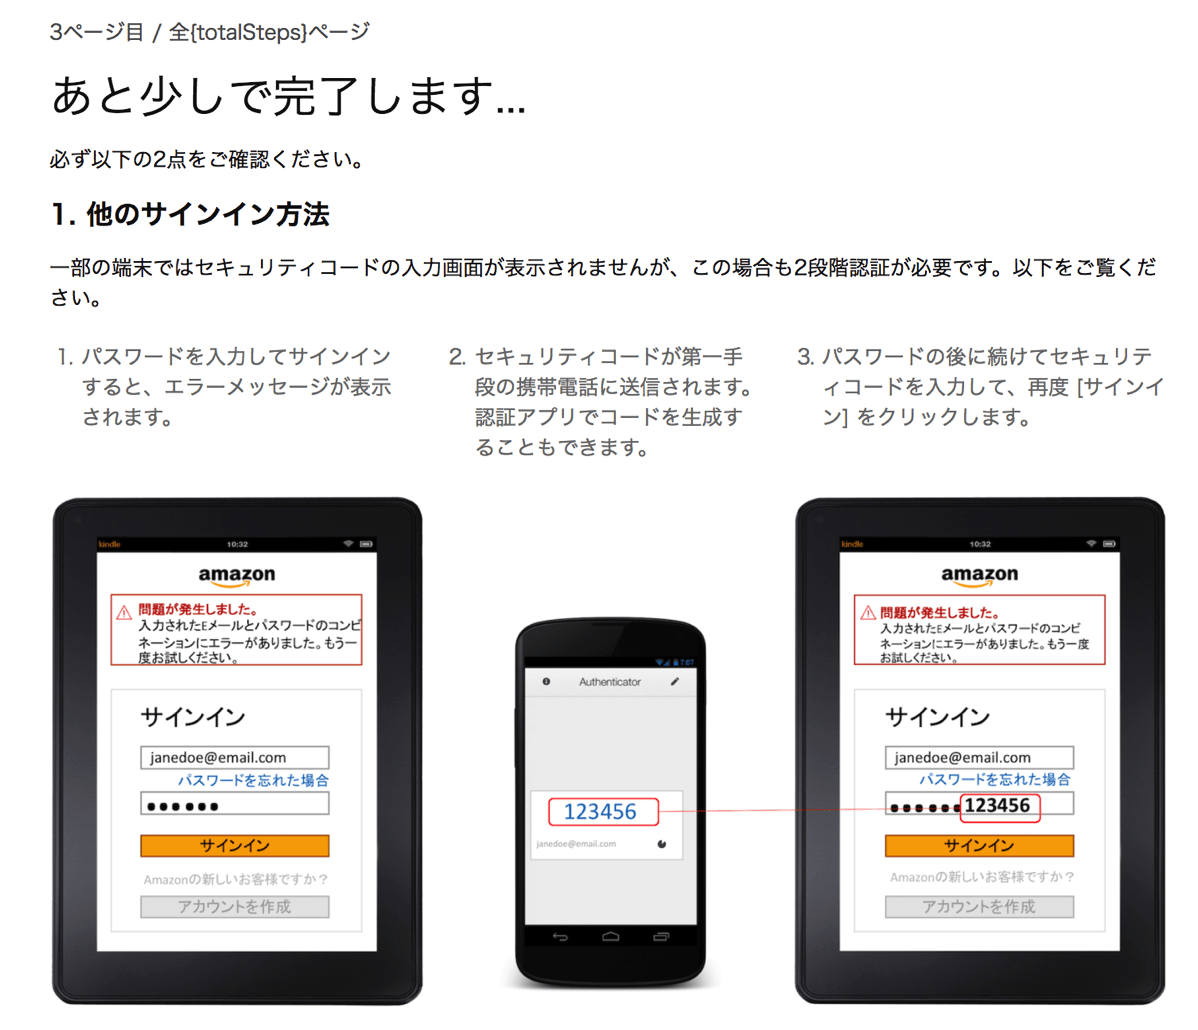 3ページ目 / 全{totalSteps}ページ
あと少しで完了します...
必ず以下の2点をご確認ください。
1. 他のサインイン方法
一部の端末ではセキュリティコードの入力画面が表示されませんが、この場合も2段階認証が必要です。以下をご覧くだ
さい。
1. パスワードを入力してサインイン
すると、エラーメッセージが表示
されます。
2. セキュリティコードが第一手
段の携帯電話に送信されます。
認証アプリでコードを生成す
ることもできます。
3. パスワードの後に続けてセキュリテ
ィコードを入力して、再度 [サインイ
ン] をクリックします。
kindle
10:32
amazon
問題が発生しました。
入力されたEメールとパスワードのコンビ
ネーションにエラーがありました。もう一
度お試しください。
サインイン
janedoe@email.com
パスワードを忘れた場合
サインイン
Amazonの新しいお客様ですか？
アカウントを作成
7:07
Authenticator
123456
janedoe@email.com
kindle
10:32
amazon
問題が発生しました。
入力されたEメールとパスワードのコンビ
ネーションにエラーがありました。もう一度
お試しください。
サインイン
janedoe@email.com
パスワードを忘れた場合
123456
サインイン
Amazonの新しいお客様ですか？
アカウントを作成